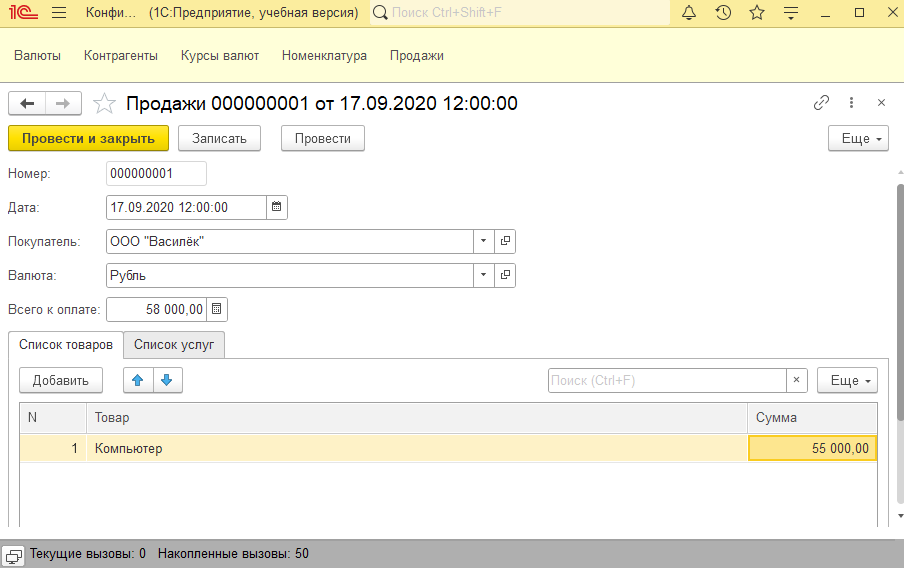 1С Конфи... (1С:Предприятие, учебная версия) Поиск Ctrl+Shift+F
Валюты Контрагенты Курсы валют Номенклатура Продажи
Продажи 000000001 от 17.09.2020 12:00:00
Провести и закрыть Записать Провести Еще
Номер: 000000001
Дата: 17.09.2020 12:00:00
Покупатель: ООО "Василёк"
Валюта: Рубль
Всего к оплате: 58 000,00
Список товаров Список услуг
Добавить Поиск (Ctrl+F) × Еще
N Товар Сумма
1 Компьютер 55 000,00
Текущие вызовы: 0 Накопленные вызовы: 50